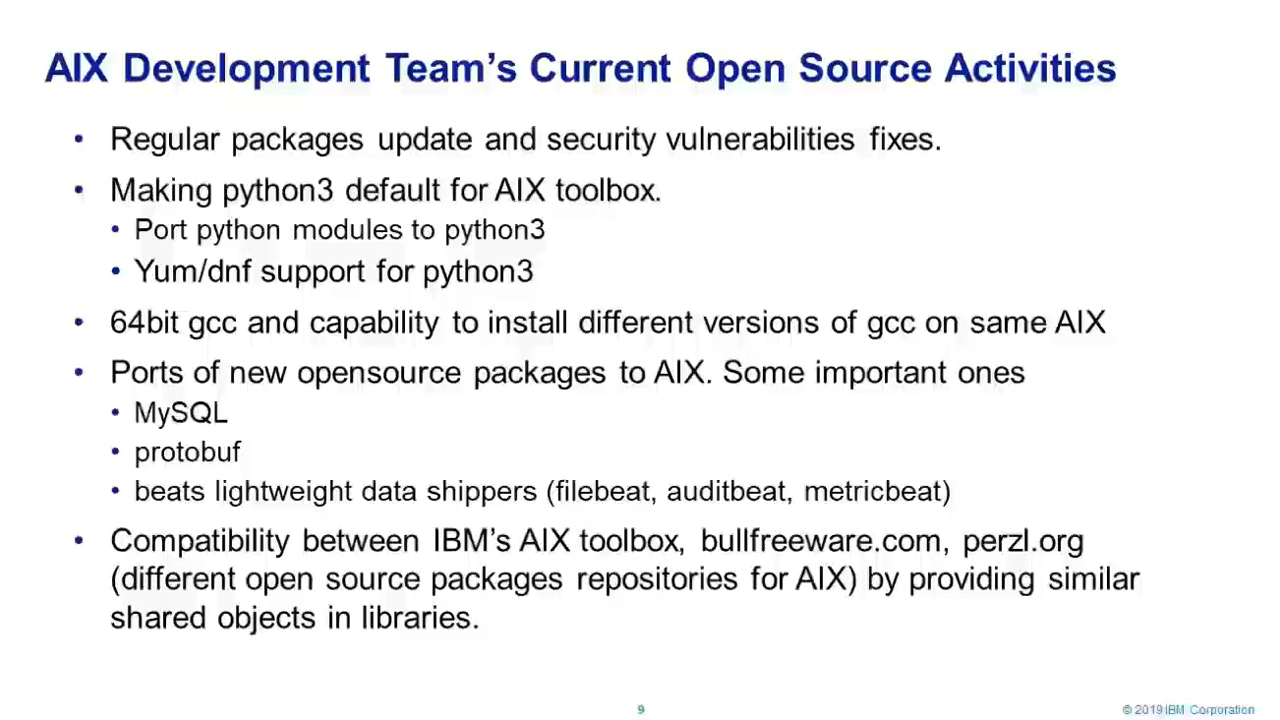 AIX Development Team's Current Open Source Activities
• Regular packages update and security vulnerabilities fixes.
• Making python3 default for AIX toolbox.
• Port python modules to python3
• Yum/dnf support for python3
• 64bit gcc and capability to install different versions of gcc on same AIX
• Ports of new opensource packages to AIX. Some important ones
• MySQL
• protobuf
• beats lightweight data shippers (filebeat, auditbeat, metricbeat)
• Compatibility between IBM's AIX toolbox, bullfreeware.com, perzl.org
(different open source packages repositories for AIX) by providing similar
shared objects in libraries.
9
© 2019 IBM Corporation